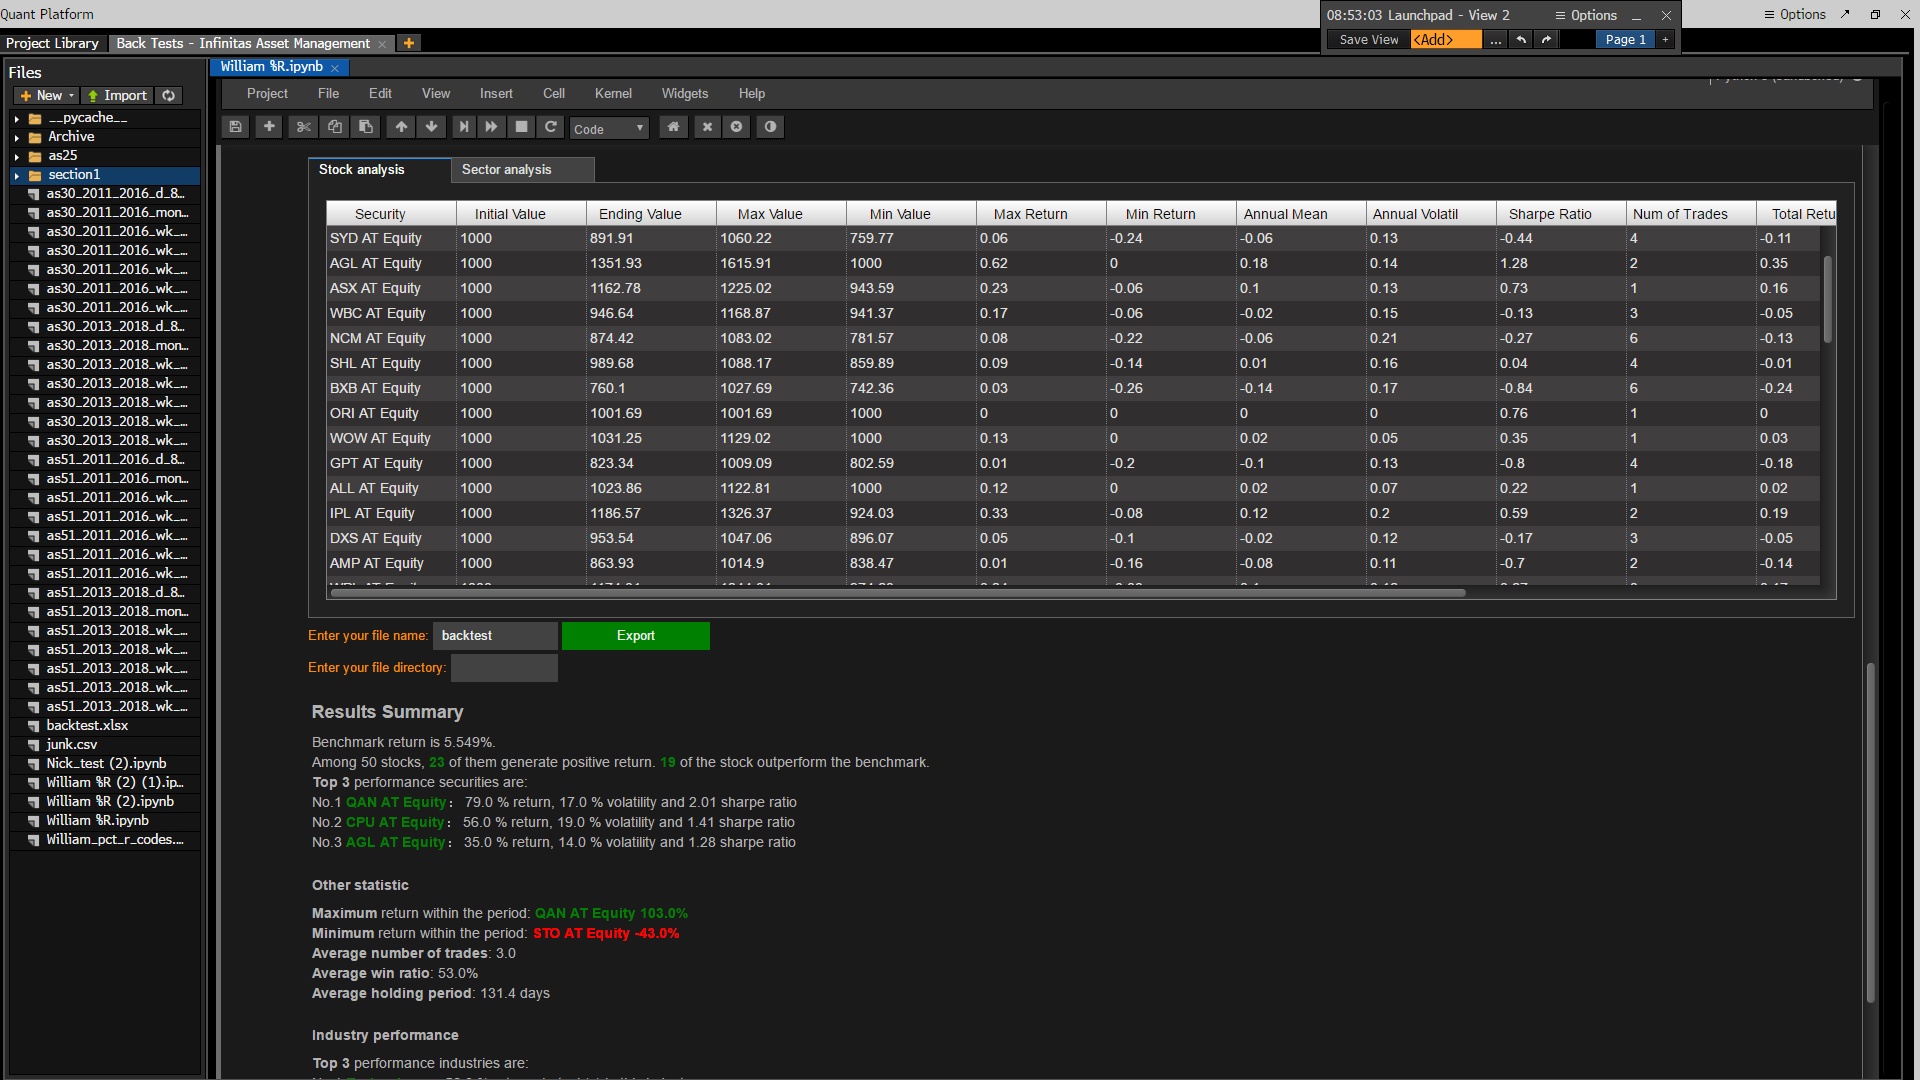 Quant Platform
08:53:03 Launchpad - View 2 Options
Options
Project Library
Back Tests - Infinitas Asset Management
Save View <Add> ... Page 1 +
Files
William %R.ipynb
New Import
Project File Edit View Insert Cell Kernel Widgets Help
Code
__pycache__
Archive
as25
section1
as30_2011_2016_d_8...
as30_2011_2016_mon...
as30_2011_2016_wk_...
as30_2011_2016_wk_...
as30_2011_2016_wk_...
as30_2011_2016_wk_...
as30_2011_2016_wk_...
as30_2013_2018_d_8...
as30_2013_2018_mon...
as30_2013_2018_wk_...
as30_2013_2018_wk_...
as30_2013_2018_wk_...
as30_2013_2018_wk_...
as30_2013_2018_wk_...
as51_2011_2016_d_8...
as51_2011_2016_mon...
as51_2011_2016_wk_...
as51_2011_2016_wk_...
as51_2011_2016_wk_...
as51_2011_2016_wk_...
as51_2011_2016_wk_...
as51_2013_2018_d_8...
as51_2013_2018_mon...
as51_2013_2018_wk_...
as51_2013_2018_wk_...
as51_2013_2018_wk_...
as51_2013_2018_wk_...
as51_2013_2018_wk_...
backtest.xlsx
junk.csv
Nick_test (2).ipynb
William %R (2) (1).ip...
William %R (2).ipynb
William %R.ipynb
William_pct_r_codes....
Stock analysis Sector analysis
Security Initial Value Ending Value Max Value Min Value Max Return Min Return Annual Mean Annual Volatil Sharpe Ratio Num of Trades Total Retu
SYD AT Equity 1000 891.91 1060.22 759.77 0.06 -0.24 -0.06 0.13 -0.44 4 -0.11
AGL AT Equity 1000 1351.93 1615.91 1000 0.62 0 0.18 0.14 1.28 2 0.35
ASX AT Equity 1000 1162.78 1225.02 943.59 0.23 -0.06 0.1 0.13 0.73 1 0.16
WBC AT Equity 1000 946.64 1168.87 941.37 0.17 -0.06 -0.02 0.15 -0.13 3 -0.05
NCM AT Equity 1000 874.42 1083.02 781.57 0.08 -0.22 -0.06 0.21 -0.27 6 -0.13
SHL AT Equity 1000 989.68 1088.17 859.89 0.09 -0.14 0.01 0.16 0.04 4 -0.01
BXB AT Equity 1000 760.1 1027.69 742.36 0.03 -0.26 -0.14 0.17 -0.84 6 -0.24
ORI AT Equity 1000 1001.69 1001.69 1000 0 0 0 0 0.76 1 0
WOW AT Equity 1000 1031.25 1129.02 1000 0.13 0 0.02 0.05 0.35 1 0.03
GPT AT Equity 1000 823.34 1009.09 802.59 0.01 -0.2 -0.1 0.13 -0.8 4 -0.18
ALL AT Equity 1000 1023.86 1122.81 1000 0.12 0 0.02 0.07 0.22 1 0.02
IPL AT Equity 1000 1186.57 1326.37 924.03 0.33 -0.08 0.12 0.2 0.59 2 0.19
DXS AT Equity 1000 953.54 1047.06 896.07 0.05 -0.1 -0.02 0.12 -0.17 3 -0.05
AMP AT Equity 1000 863.93 1014.9 838.47 0.01 -0.16 -0.08 0.11 -0.7 2 -0.14
Enter your file name: backtest Export
Enter your file directory:
Results Summary
Benchmark return is 5.549%.
Among 50 stocks, 23 of them generate positive return. 19 of the stock outperform the benchmark.
Top 3 performance securities are:
No.1 QAN AT Equity: 79.0 % return, 17.0 % volatility and 2.01 sharpe ratio
No.2 CPU AT Equity: 56.0 % return, 19.0 % volatility and 1.41 sharpe ratio
No.3 AGL AT Equity: 35.0 % return, 14.0 % volatility and 1.28 sharpe ratio
Other statistic
Maximum return within the period: QAN AT Equity 103.0%
Minimum return within the period: STO AT Equity -43.0%
Average number of trades: 3.0
Average win ratio: 53.0%
Average holding period: 131.4 days
Industry performance
Top 3 performance industries are: